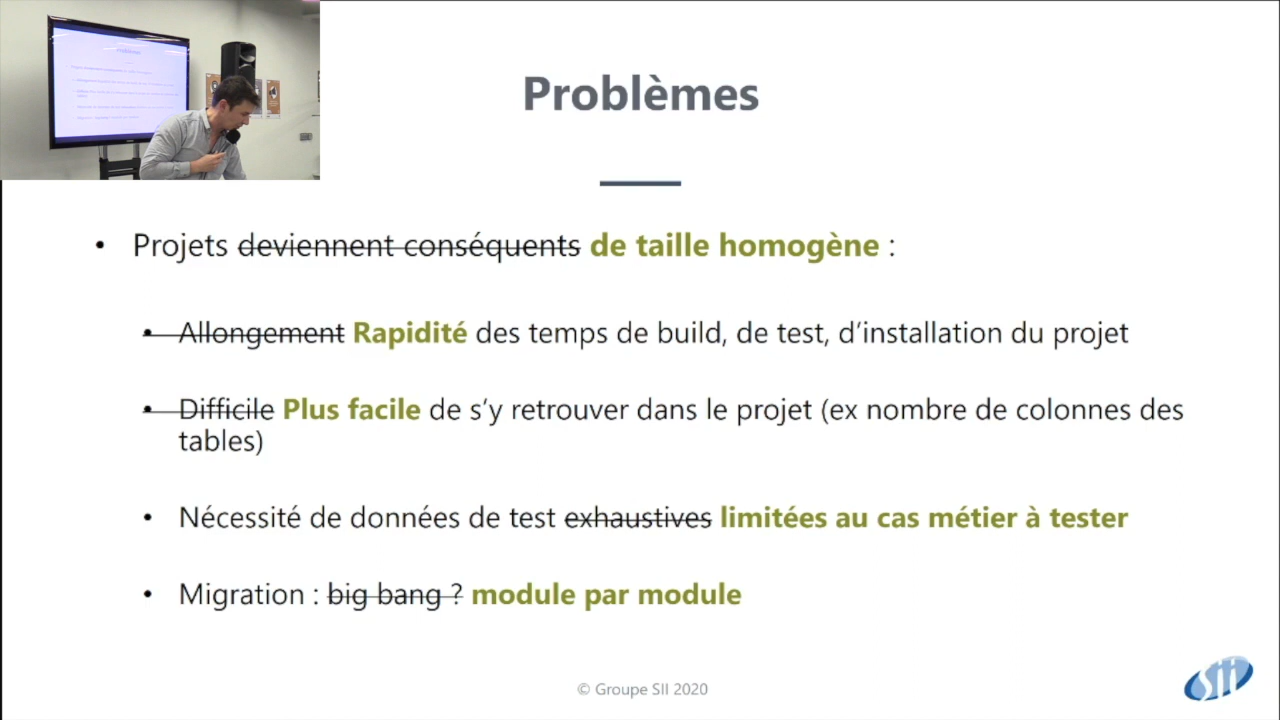 Problèmes
• Projets deviennent conséquents de taille homogène :
• Allongement Rapidité des temps de build, de test, d’installation du projet
• Difficile Plus facile de s’y retrouver dans le projet (ex nombre de colonnes des
tables)
• Nécessité de données de test exhaustives limitées au cas métier à tester
• Migration : big bang ? module par module
© Groupe SII 2020
sii